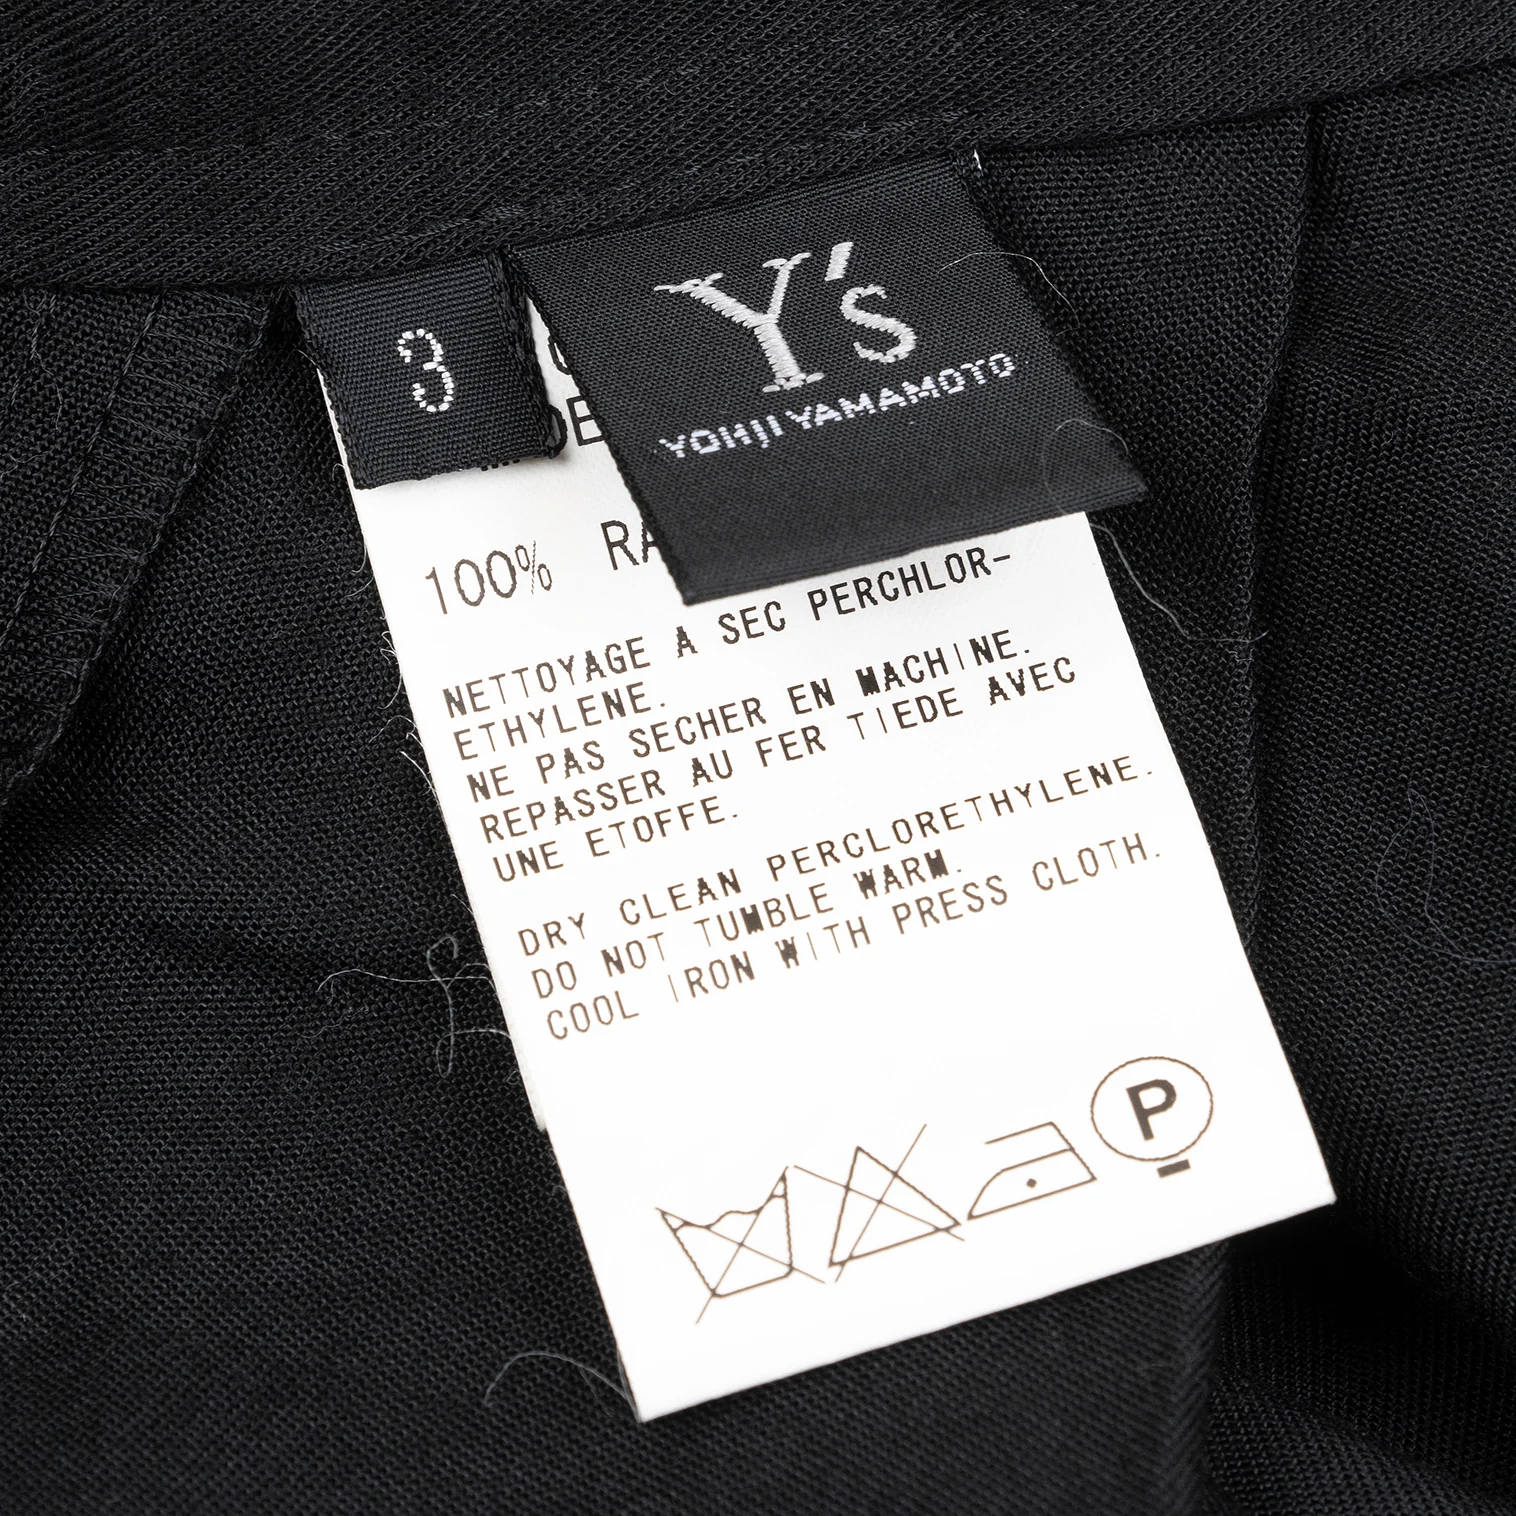 Y's
YOHJI YAMAMOTO
3
100%
NETTOYAGE A SEC PERCHLOR-
ETHYLENE.
NE PAS SECHER EN MACHINE.
REPASSER AU FER TIEDE AVEC
UNE ETOFFE.
DRY CLEAN PERCLORETHYLENE.
DO NOT TUMBLE WARM.
COOL IRON WITH PRESS CLOTH.
P